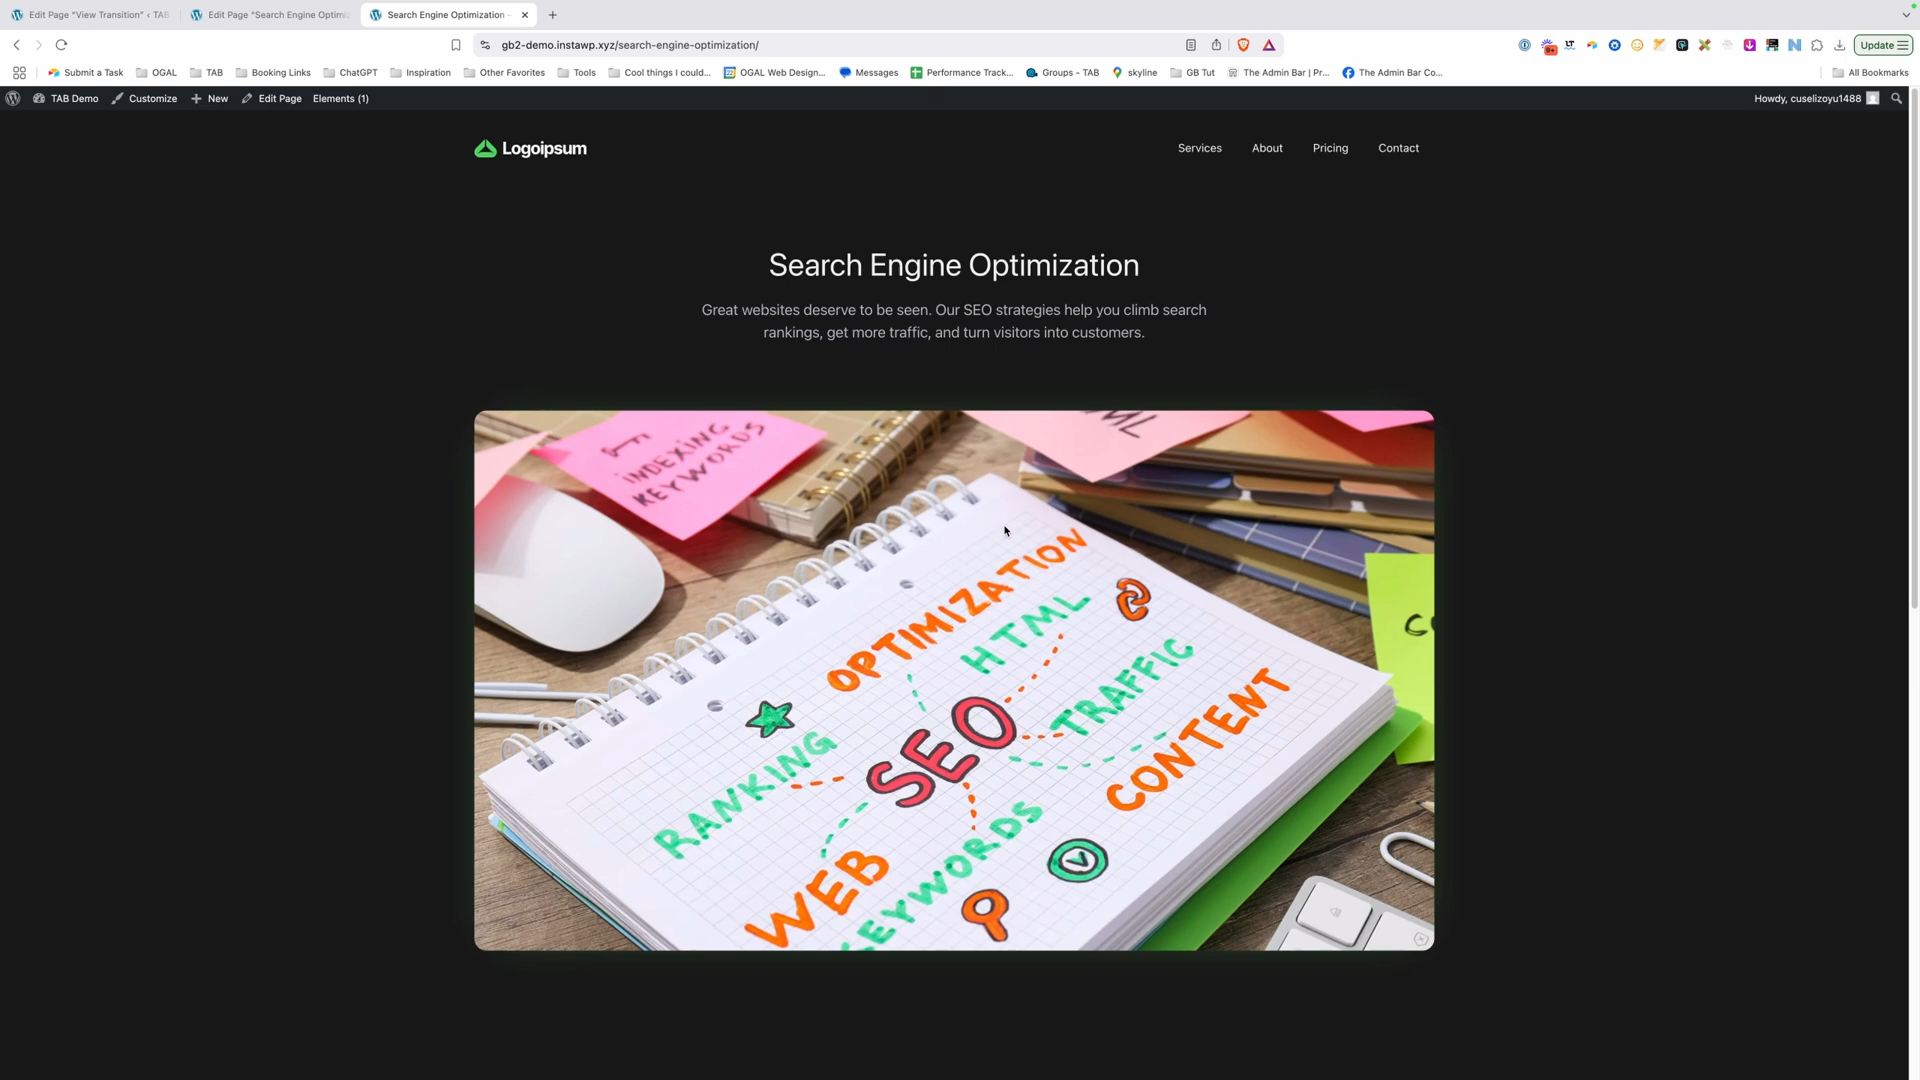 Edit Page "View Transition" ‹ TAB
Edit Page "Search Engine Optimiz
Search Engine Optimization -
gb2-demo.instawp.xyz/search-engine-optimization/
Update
Submit a Task
OGAL
TAB
Booking Links
ChatGPT
Inspiration
Other Favorites
Tools
Cool things I could...
OGAL Web Design...
Messages
Performance Track...
Groups - TAB
skyline
GB Tut
The Admin Bar | Pr...
The Admin Bar Co...
All Bookmarks
TAB Demo
Customize
New
Edit Page
Elements (1)
Howdy, cuselizoyu1488
Logoipsum
Services
About
Pricing
Contact
Search Engine Optimization
Great websites deserve to be seen. Our SEO strategies help you climb search
rankings, get more traffic, and turn visitors into customers.
INDEXING
KEYWORDS
OPTIMIZATION
HTML
TRAFFIC
CONTENT
SEO
RANKING
WEB
KEYWORDS